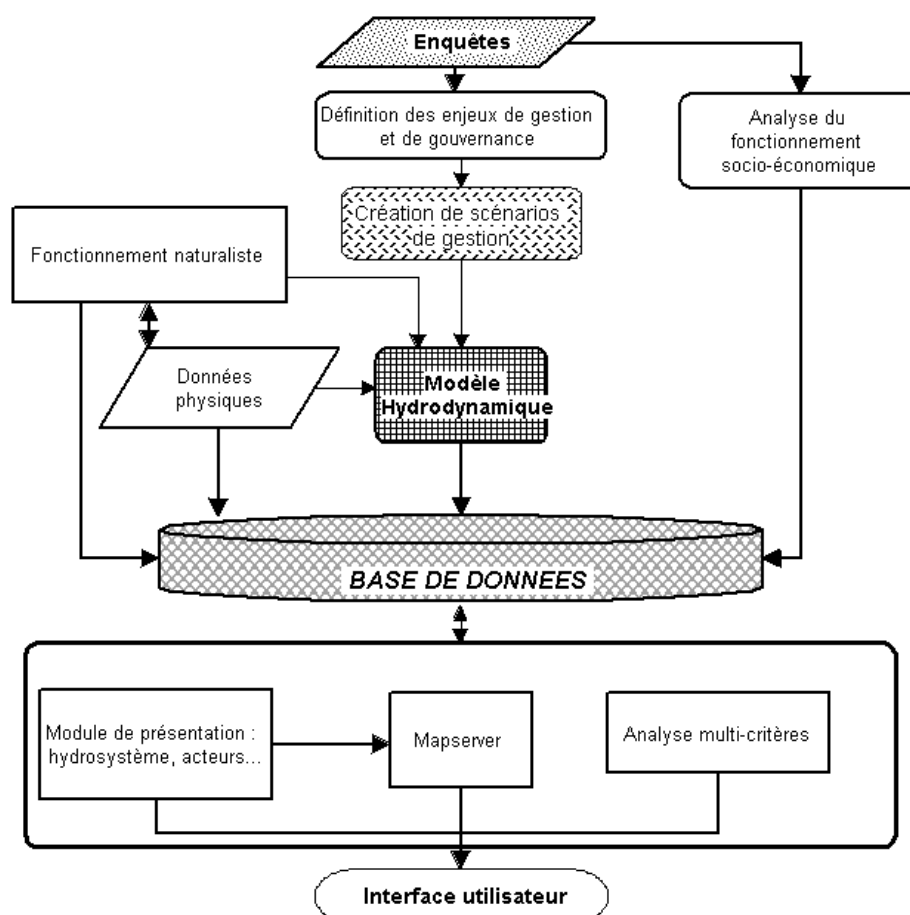 Enquêtes
Définition des enjeux de gestion
et de gouvernance
Analyse du
fonctionnement
socio-économique
Création de scénarios
de gestion
Fonctionnement naturaliste
Données
physiques
Modèle
Hydrodynamique
BASE DE DONNEES
Module de présentation :
hydrosystème, acteurs...
Mapserver
Analyse multi-critères
Interface utilisateur